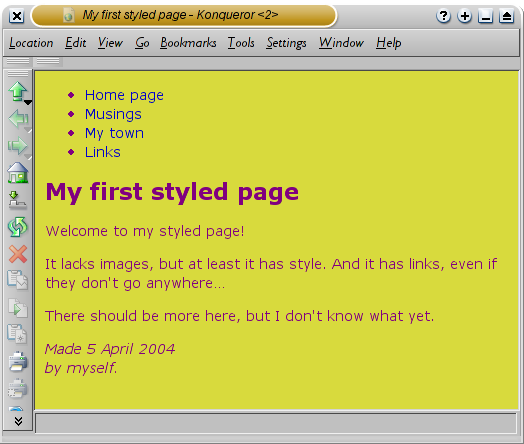 My first styled page - Konqueror <2>
Location Edit View Go Bookmarks Tools Settings Window Help
Home page
Musings
My town
Links
My first styled page
Welcome to my styled page!
It lacks images, but at least it has style. And it has links, even if
they don't go anywhere...
There should be more here, but I don't know what yet.
Made 5 April 2004
by myself.